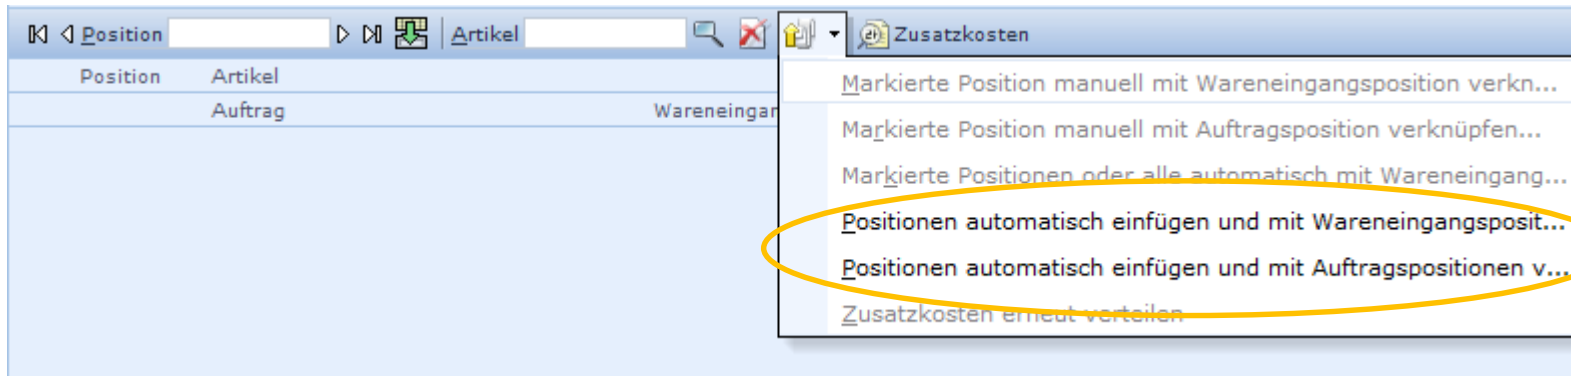 Position Artikel Zusatzkosten
Position Artikel
Auftrag Wareneingan
Markierte Position manuell mit Wareneingangsposition verkn...
Markierte Position manuell mit Auftragsposition verknüpfen...
Markierte Positionen oder alle automatisch mit Wareneingang...
Positionen automatisch einfügen und mit Wareneingangsposit...
Positionen automatisch einfügen und mit Auftragspositionen v...
Zusatzkosten erneut verteilen